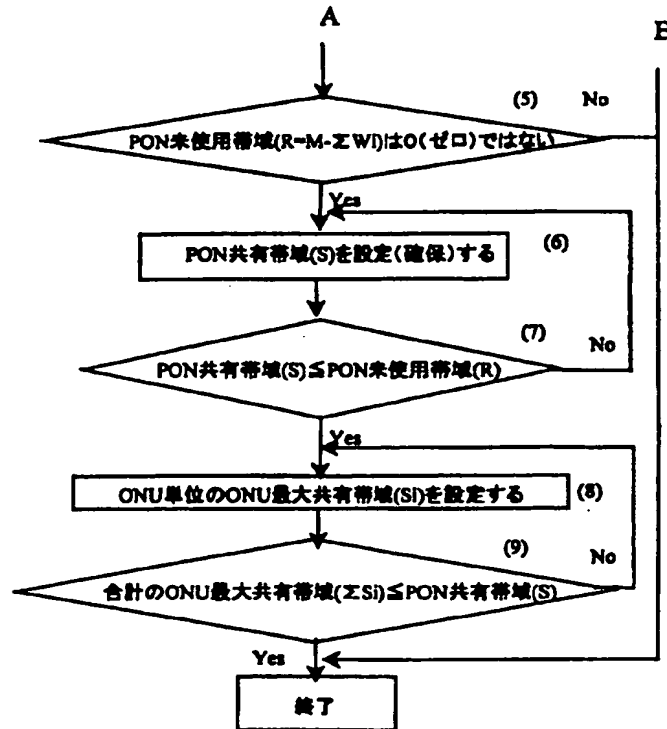 A
B
(5)
No
PON未使用帯域(R=M-ΣWi)は0(ゼロ)ではない
Yes
PON共有帯域(S)を設定(確保)する
(6)
(7)
No
PON共有帯域(S)≦PON未使用帯域(R)
Yes
ONU単位のONU最大共有帯域(Si)を設定する
(8)
(9)
No
合計のONU最大共有帯域(ΣSi)≦PON共有帯域(S)
Yes
終了